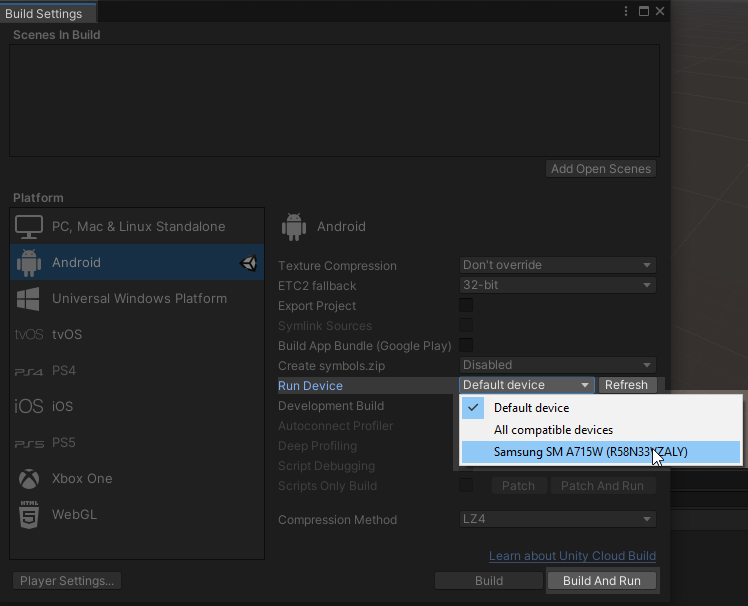 Build Settings
Scenes In Build
Add Open Scenes
Platform
PC, Mac & Linux Standalone
Android
Universal Windows Platform
tvOS tvOS
PS4 PS4
iOS iOS
PS5 PS5
Xbox One
HTML WebGL
Android
Texture Compression Don't override
ETC2 fallback 32-bit
Export Project
Symlink Sources
Build App Bundle (Google Play)
Create symbols.zip Disabled
Run Device Default device Refresh
Default device
All compatible devices
Samsung SM A715W
Development Build
Autoconnect Profiler
Deep Profiling
Script Debugging
Scripts Only Build Patch Patch And Run
Compression Method LZ4
Learn about Unity Cloud Build
Player Settings... Build Build And Run